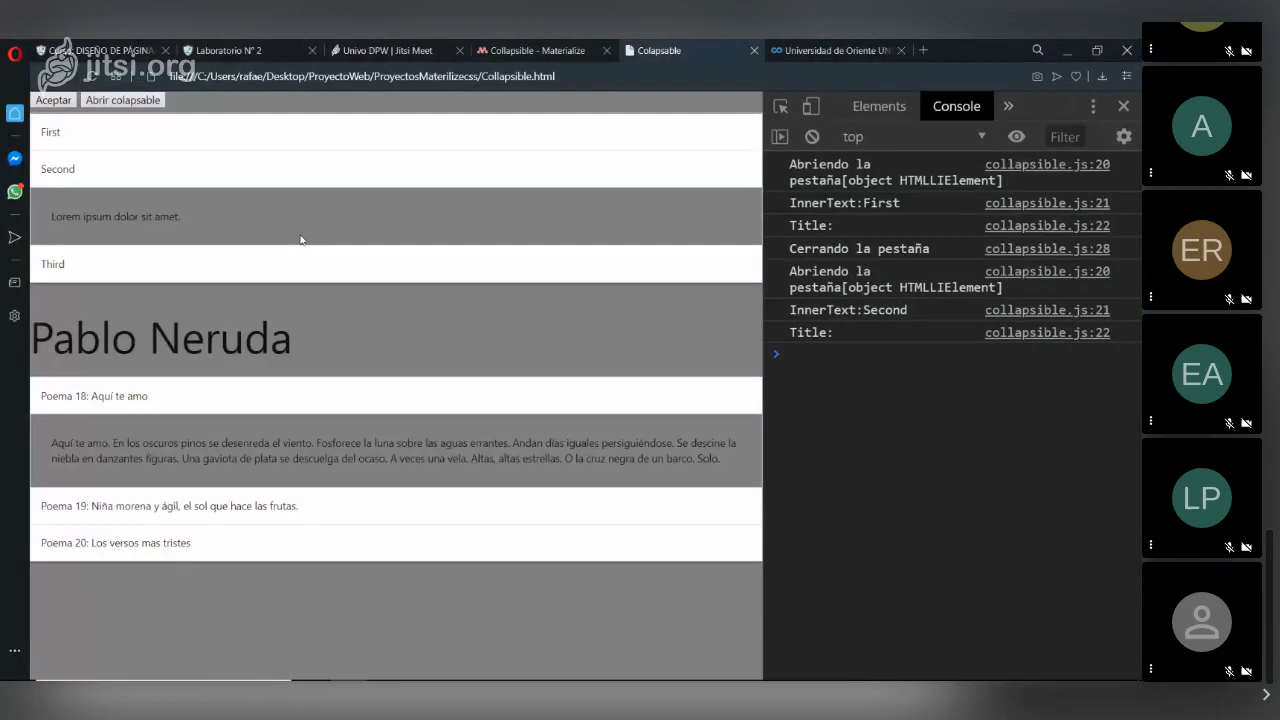 Curso: DISEÑO DE PÁGINA
Laboratorio N° 2
Univo DPW | Jitsi Meet
Collapsible - Materialize
Colapsable
Universidad de Oriente UN
jitsi.org
file:///C:/Users/rafae/Desktop/ProyectoWeb/ProyectosMaterilizecss/Collapsible.html
Aceptar
Abrir colapsable
First
Second
Lorem ipsum dolor sit amet.
Third
Pablo Neruda
Poema 18: Aquí te amo
Aquí te amo. En los oscuros pinos se desenreda el viento. Fosforece la luna sobre las aguas errantes. Andan días iguales persiguiéndose. Se descine la
niebla en danzantes figuras. Una gaviota de plata se descuelga del ocaso. A veces una vela. Altas, altas estrellas. O la cruz negra de un barco. Solo.
Poema 19: Niña morena y ágil, el sol que hace las frutas.
Poema 20: Los versos mas tristes
Elements
Console
top
Filter
Abriendo la collapsible.js:20
pestaña[object HTMLLIElement]
InnerText:First collapsible.js:21
Title: collapsible.js:22
Cerrando la pestaña collapsible.js:28
Abriendo la collapsible.js:20
pestaña[object HTMLLIElement]
InnerText:Second collapsible.js:21
Title: collapsible.js:22
A
ER
EA
LP